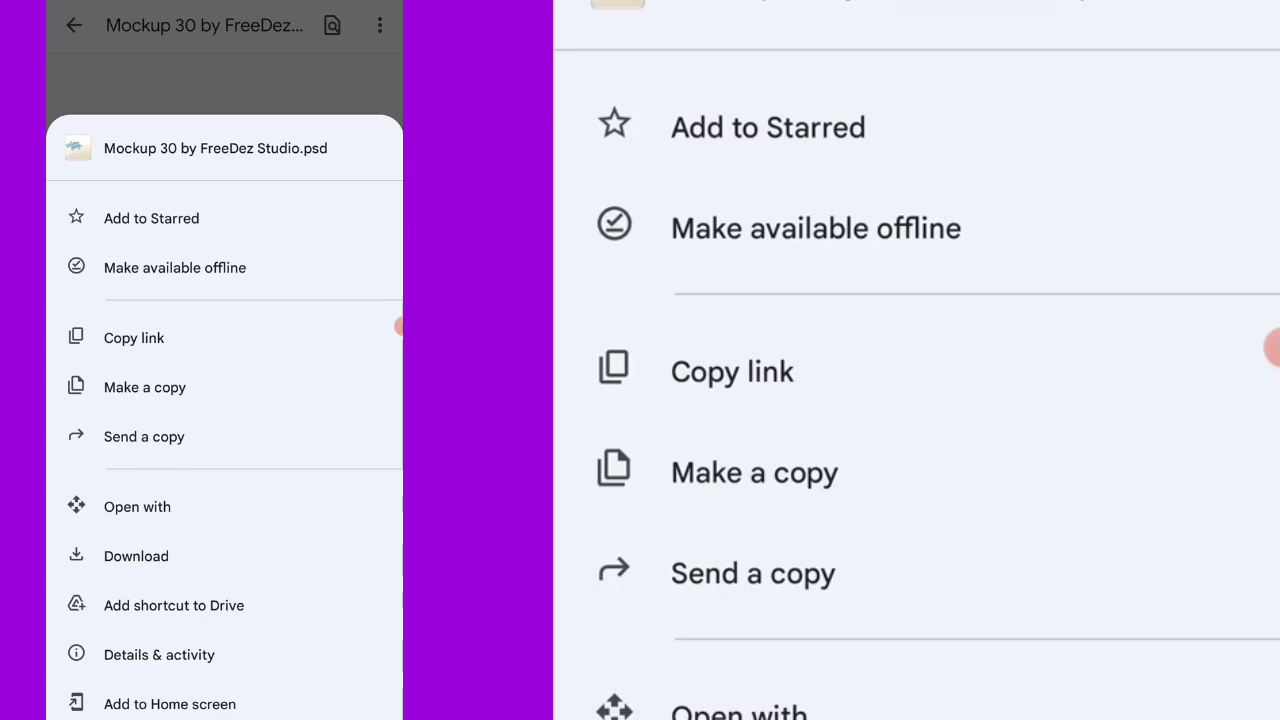 Mockup 30 by FreeDez...
Mockup 30 by FreeDez Studio.psd
Add to Starred
Make available offline
Copy link
Make a copy
Send a copy
Open with
Download
Add shortcut to Drive
Details & activity
Add to Home screen
Add to Starred
Make available offline
Copy link
Make a copy
Send a copy
Open with